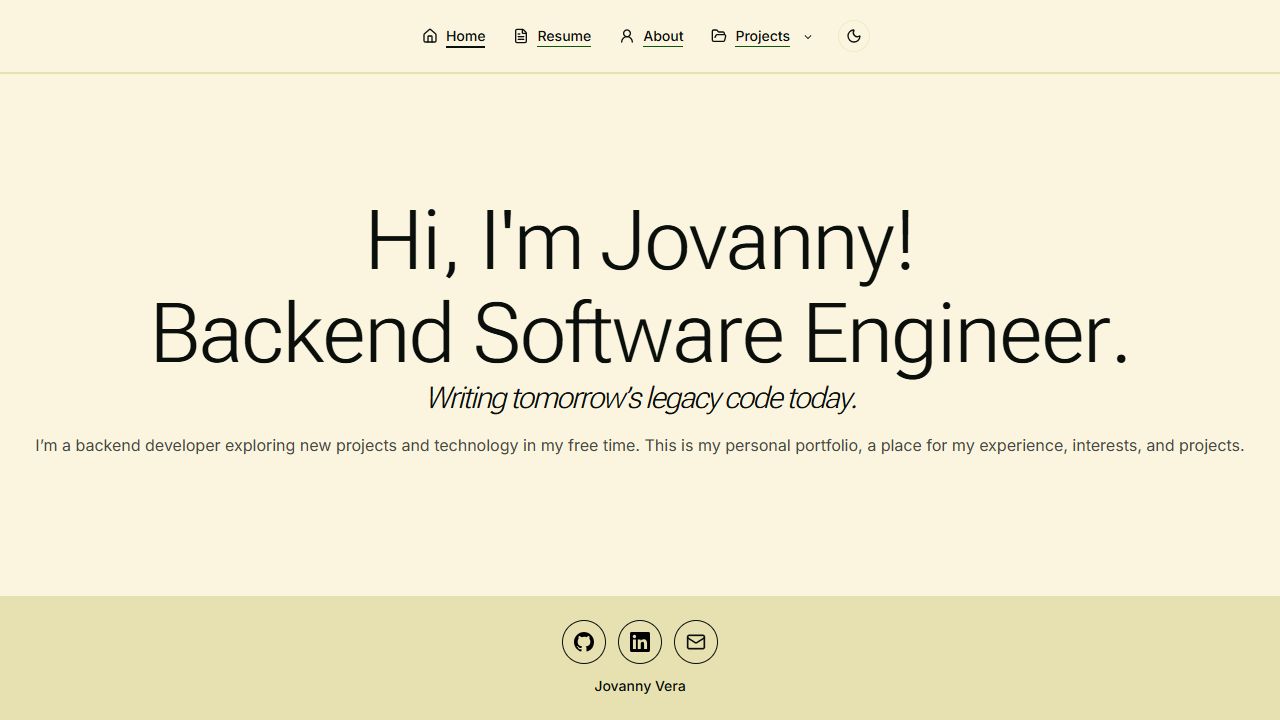 Home Resume About Projects
Hi, I'm Jovanny!
Backend Software Engineer.
Writing tomorrow’s legacy code today.
I’m a backend developer exploring new projects and technology in my free time. This is my personal portfolio, a place for my experience, interests, and projects.
in
Jovanny Vera